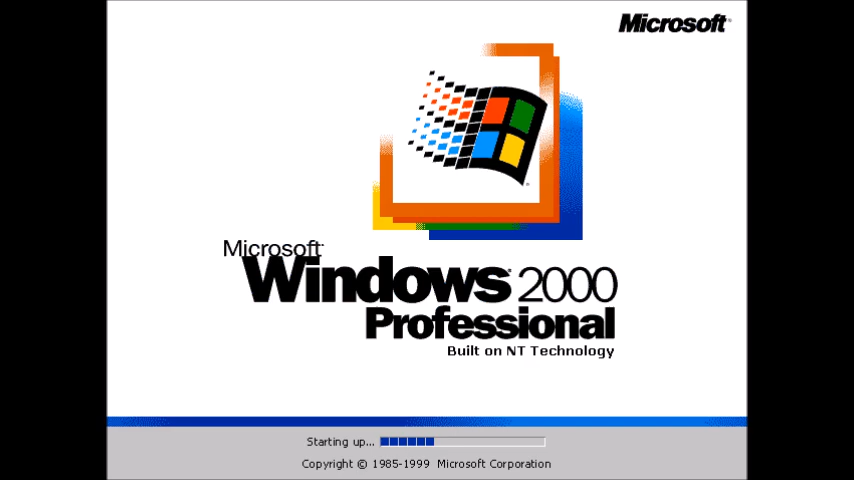 Microsoft
Microsoft
Windows 2000
Professional
Built on NT Technology
Starting up...
Copyright © 1985-1999 Microsoft Corporation